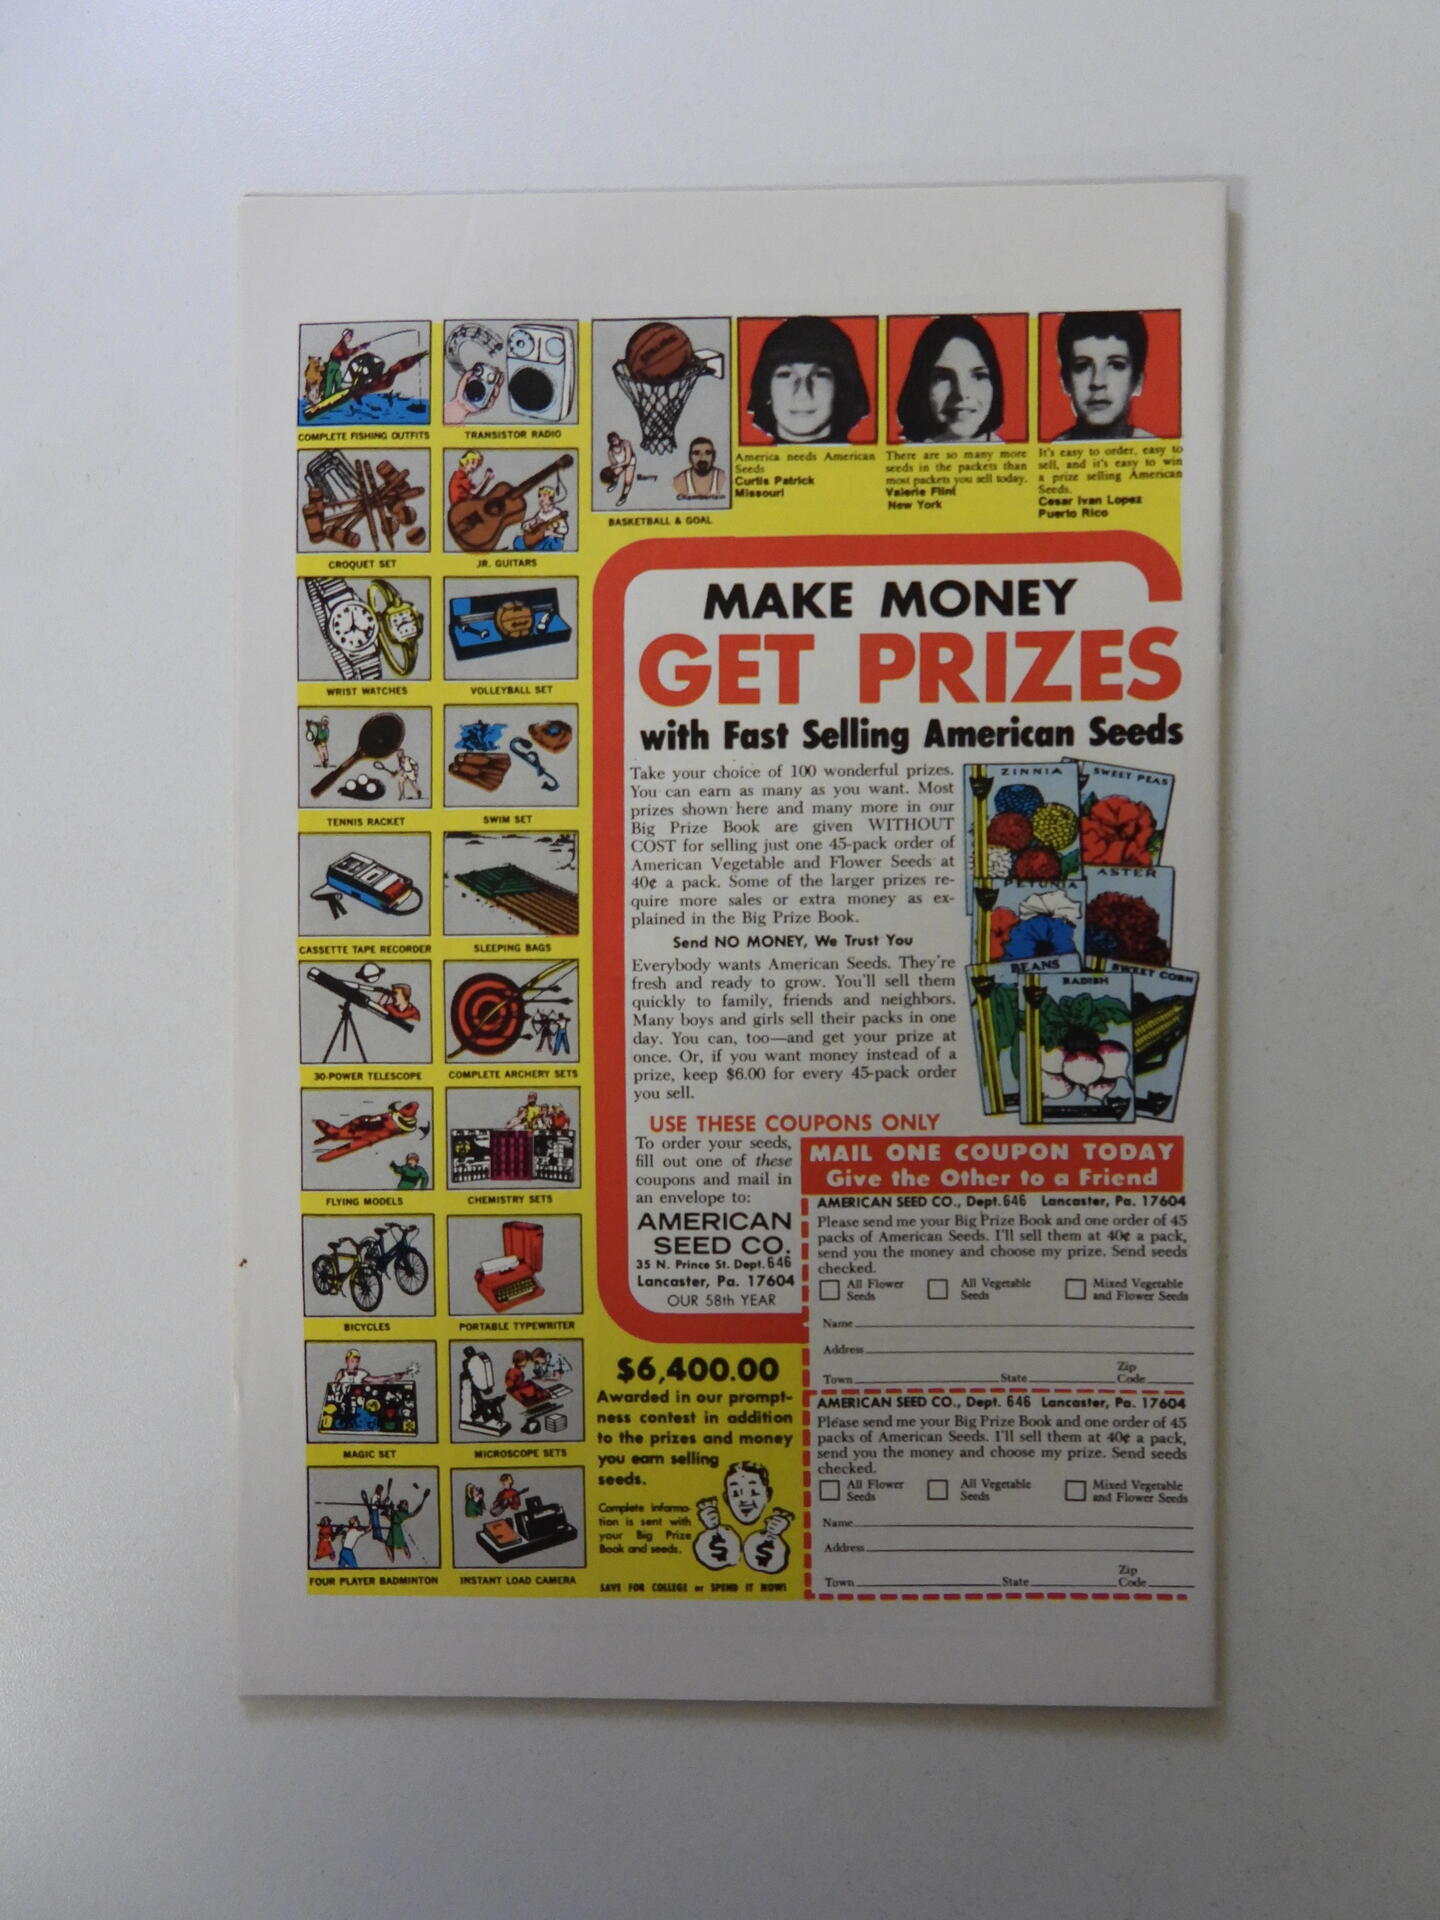 COMPLETE FISHING OUTFITS
TRANSISTOR RADIO
CROQUET SET
JR. GUITARS
WRIST WATCHES
VOLLEYBALL SET
TENNIS RACKET
SWIM SET
CASSETTE TAPE RECORDER
SLEEPING BAGS
30-POWER TELESCOPE
COMPLETE ARCHERY SETS
FLYING MODELS
CHEMISTRY SETS
BICYCLES
PORTABLE TYPEWRITER
MAGIC SET
MICROSCOPE SETS
FOUR PLAYER BADMINTON
INSTANT LOAD CAMERA
Barry
Chamberlain
BASKETBALL & GOAL
America needs American
Seeds
Curtis Patrick
Missouri
There are so many more
seeds in the packets than
most packets you sell today.
Valerie Flint
New York
It's easy to order, easy to
sell, and it's easy to win
a prize selling American
Seeds.
Cesar Ivan Lopez
Puerto Rico
MAKE MONEY
GET PRIZES
with Fast Selling American Seeds
Take your choice of 100 wonderful prizes.
You can earn as many as you want. Most
prizes shown here and many more in our
Big Prize Book are given WITHOUT
COST for selling just one 45-pack order of
American Vegetable and Flower Seeds at
40¢ a pack. Some of the larger prizes re-
quire more sales or extra money as ex-
plained in the Big Prize Book.
Send NO MONEY, We Trust You
Everybody wants American Seeds. They're
fresh and ready to grow. You'll sell them
quickly to family, friends and neighbors.
Many boys and girls sell their packs in one
day. You can, too—and get your prize at
once. Or, if you want money instead of a
prize, keep $6.00 for every 45-pack order
you sell.
ZINNIA
SWEET PEAS
PETUNIA
ASTER
BEANS
RADISH
SWEET CORN
USE THESE COUPONS ONLY
To order your seeds,
fill out one of these
coupons and mail in
an envelope to:
AMERICAN
SEED CO.
35 N. Prince St. Dept. 646
Lancaster, Pa. 17604
OUR 58th YEAR
MAIL ONE COUPON TODAY
Give the Other to a Friend
AMERICAN SEED CO., Dept. 646 Lancaster, Pa. 17604
Please send me your Big Prize Book and one order of 45
packs of American Seeds. I'll sell them at 40¢ a pack,
send you the money and choose my prize. Send seeds
checked.
All Flower Seeds
All Vegetable Seeds
Mixed Vegetable and Flower Seeds
Name
Address
Town State Zip Code
AMERICAN SEED CO., Dept. 646 Lancaster, Pa. 17604
Please send me your Big Prize Book and one order of 45
packs of American Seeds. I'll sell them at 40¢ a pack,
send you the money and choose my prize. Send seeds
checked.
All Flower Seeds
All Vegetable Seeds
Mixed Vegetable and Flower Seeds
Name
Address
Town State Zip Code
$6,400.00
Awarded in our prompt-
ness contest in addition
to the prizes and money
you earn selling
seeds.
Complete informa-
tion is sent with
your Big Prize
Book and seeds.
$ $
SAVE FOR COLLEGE or SPEND IT NOW!